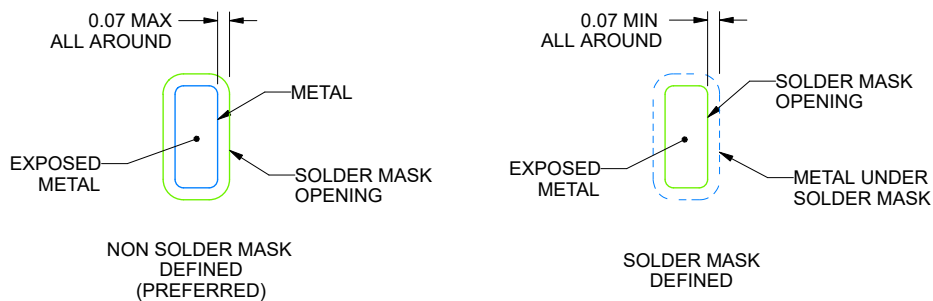 0.07 MAX
ALL AROUND
METAL
EXPOSED
METAL
SOLDER MASK
OPENING
NON SOLDER MASK
DEFINED
(PREFERRED)
0.07 MIN
ALL AROUND
SOLDER MASK
OPENING
EXPOSED
METAL
METAL UNDER
SOLDER MASK
SOLDER MASK
DEFINED